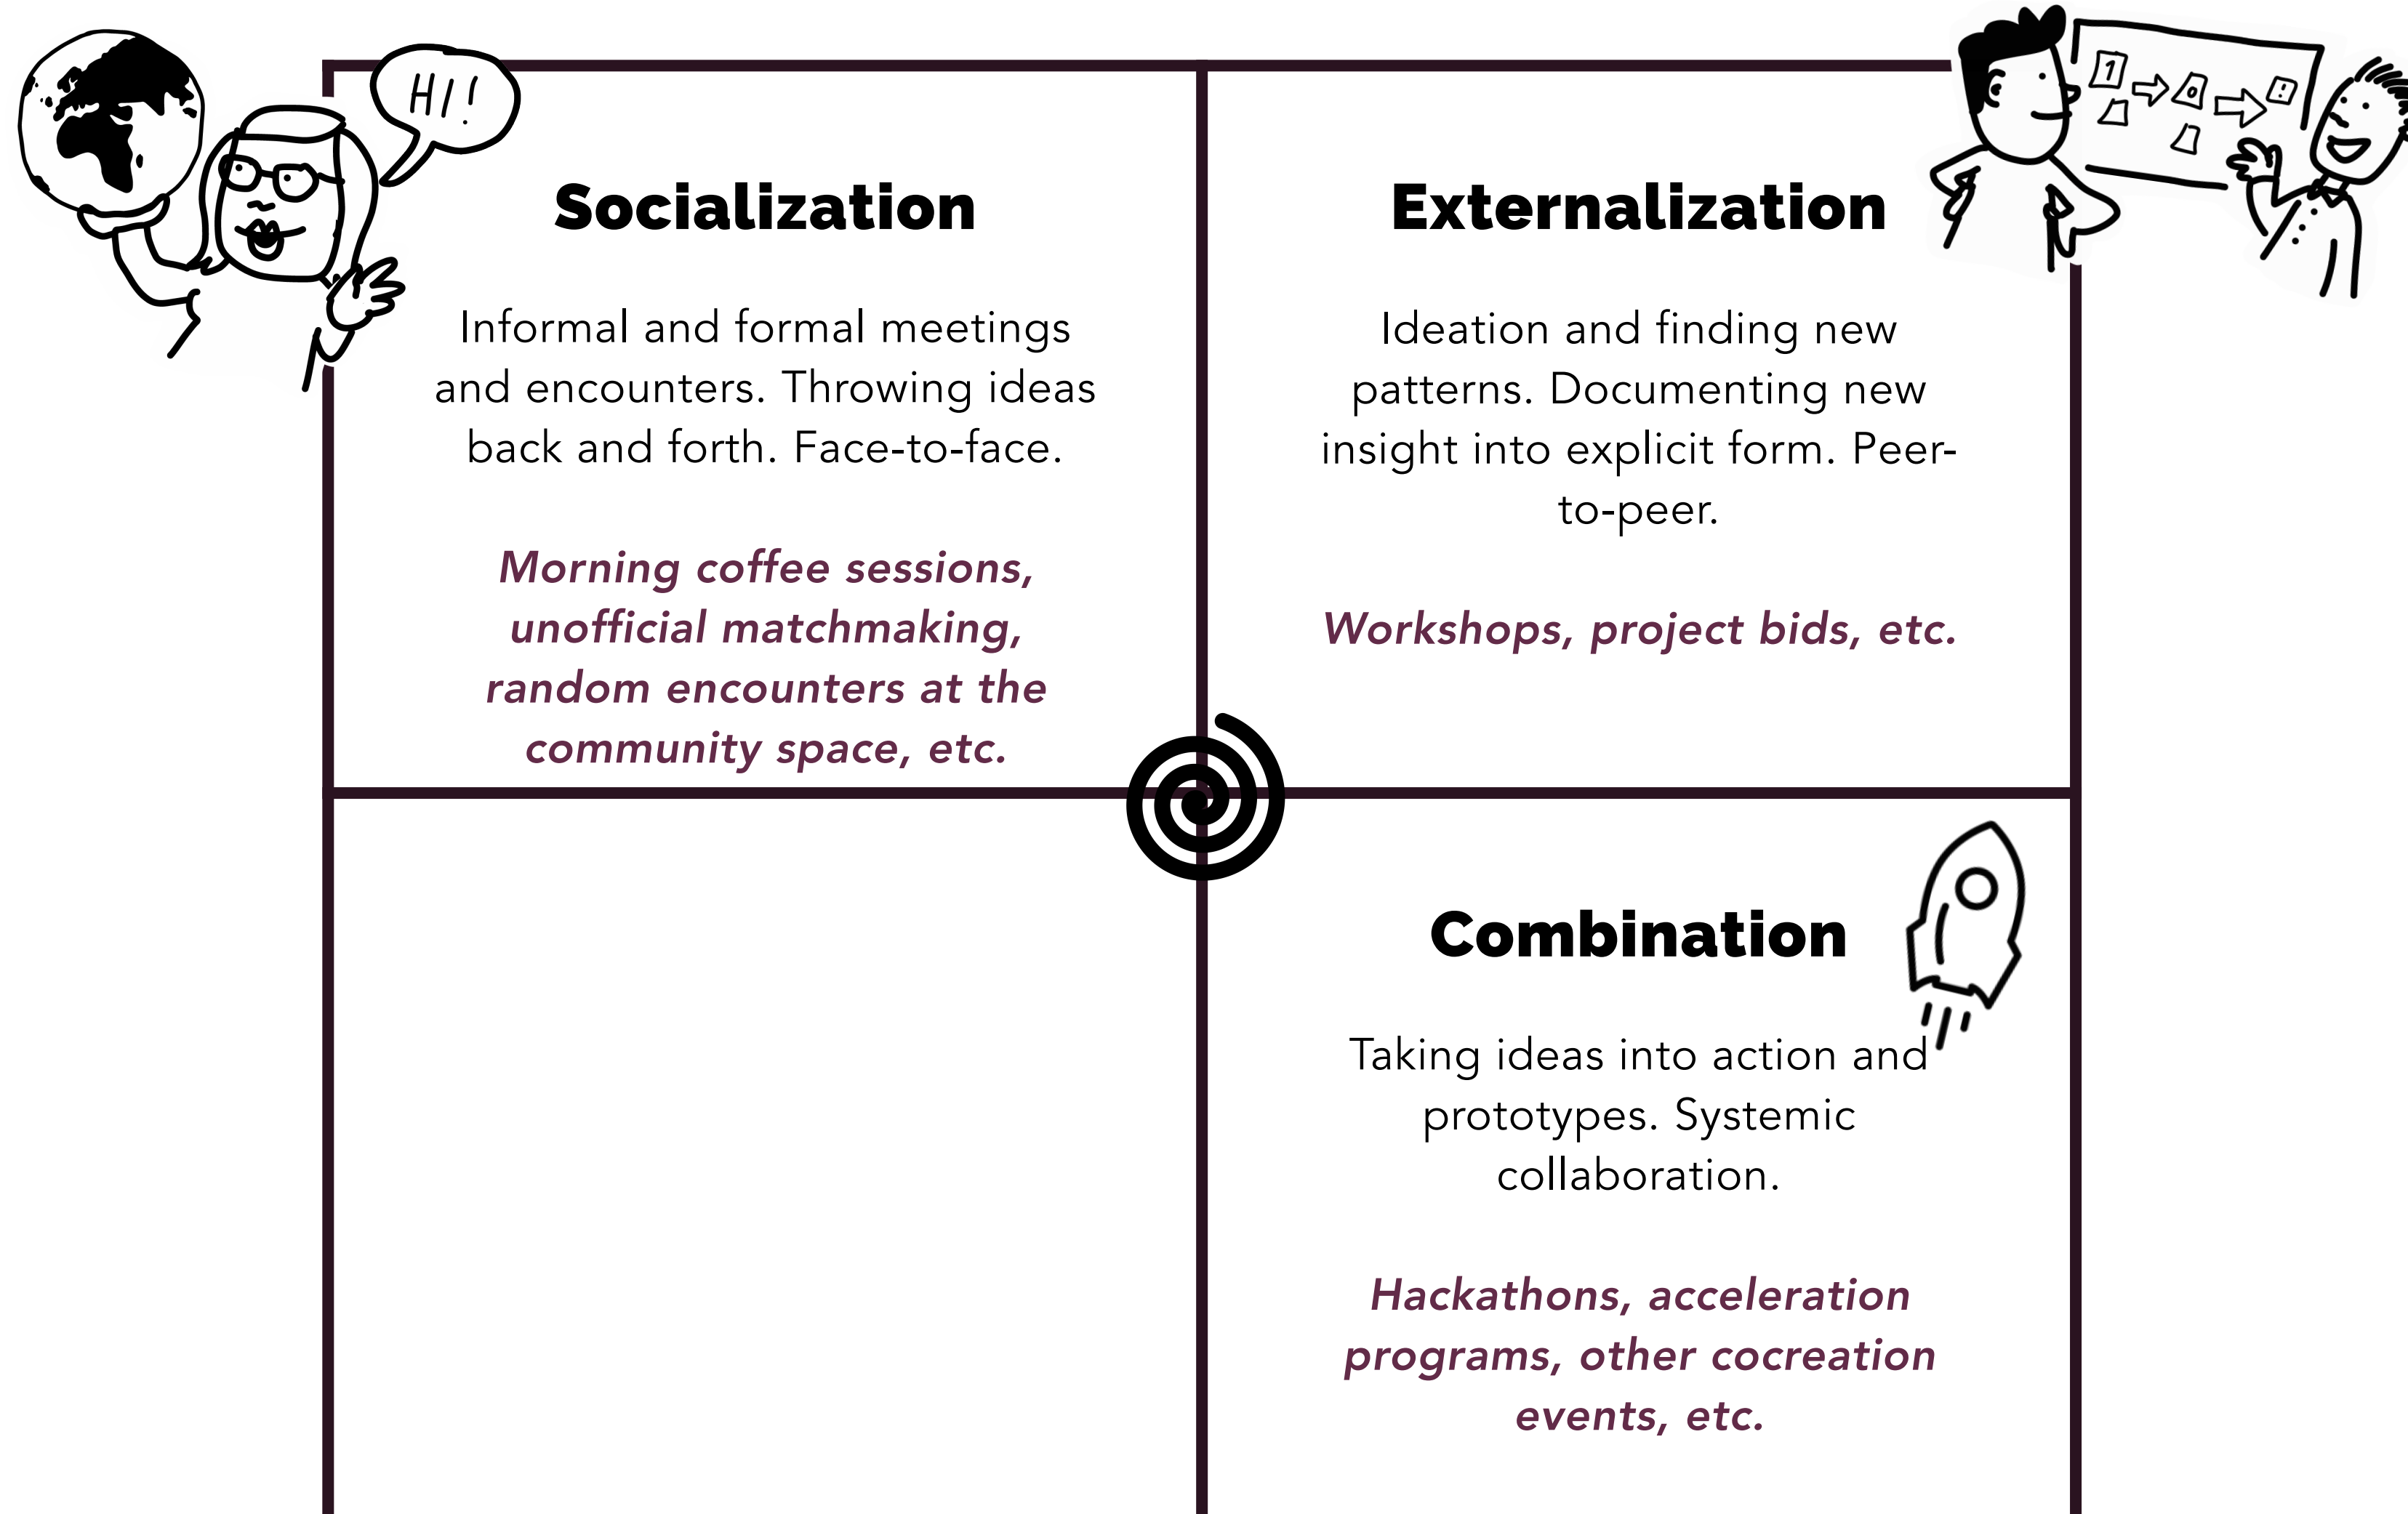 HI!
1
0
!
Socialization
Informal and formal meetings
and encounters. Throwing ideas
back and forth. Face-to-face.
Morning coffee sessions,
unofficial matchmaking,
random encounters at the
community space, etc.
Externalization
Ideation and finding new
patterns. Documenting new
insight into explicit form. Peer-
to-peer.
Workshops, project bids, etc.
Combination
Taking ideas into action and
prototypes. Systemic
collaboration.
Hackathons, acceleration
programs, other cocreation
events, etc.